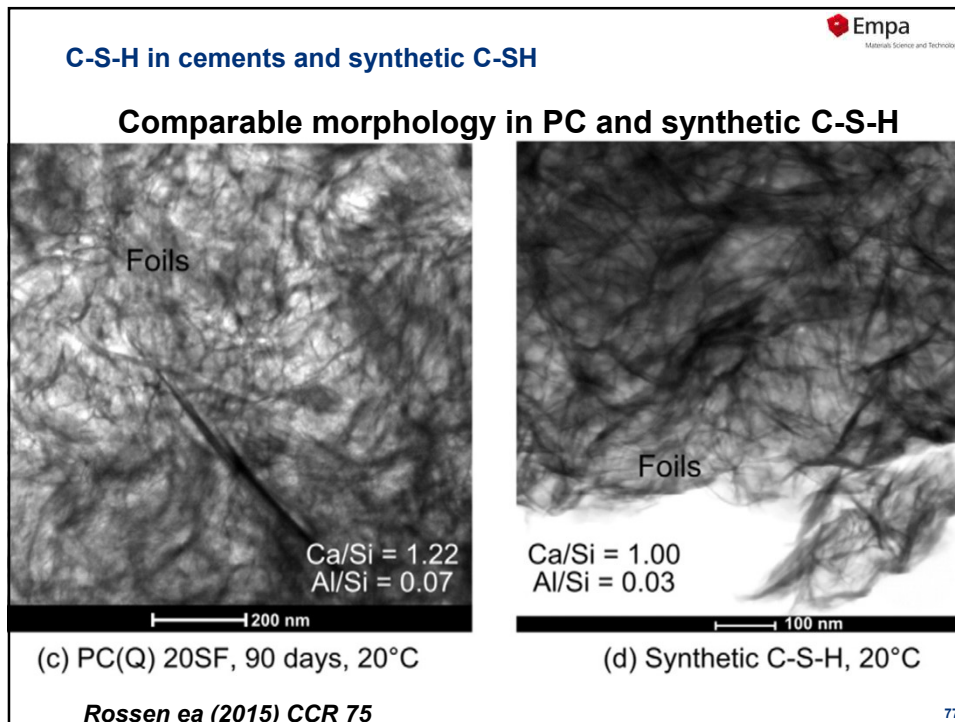 Empa
Materials Science and Technolog
C-S-H in cements and synthetic C-SH
Comparable morphology in PC and synthetic C-S-H
Foils
Ca/Si = 1.22
Al/Si = 0.07
200 nm
(c) PC(Q) 20SF, 90 days, 20°C
Foils
Ca/Si = 1.00
Al/Si = 0.03
100 nm
(d) Synthetic C-S-H, 20°C
Rossen ea (2015) CCR 75
77